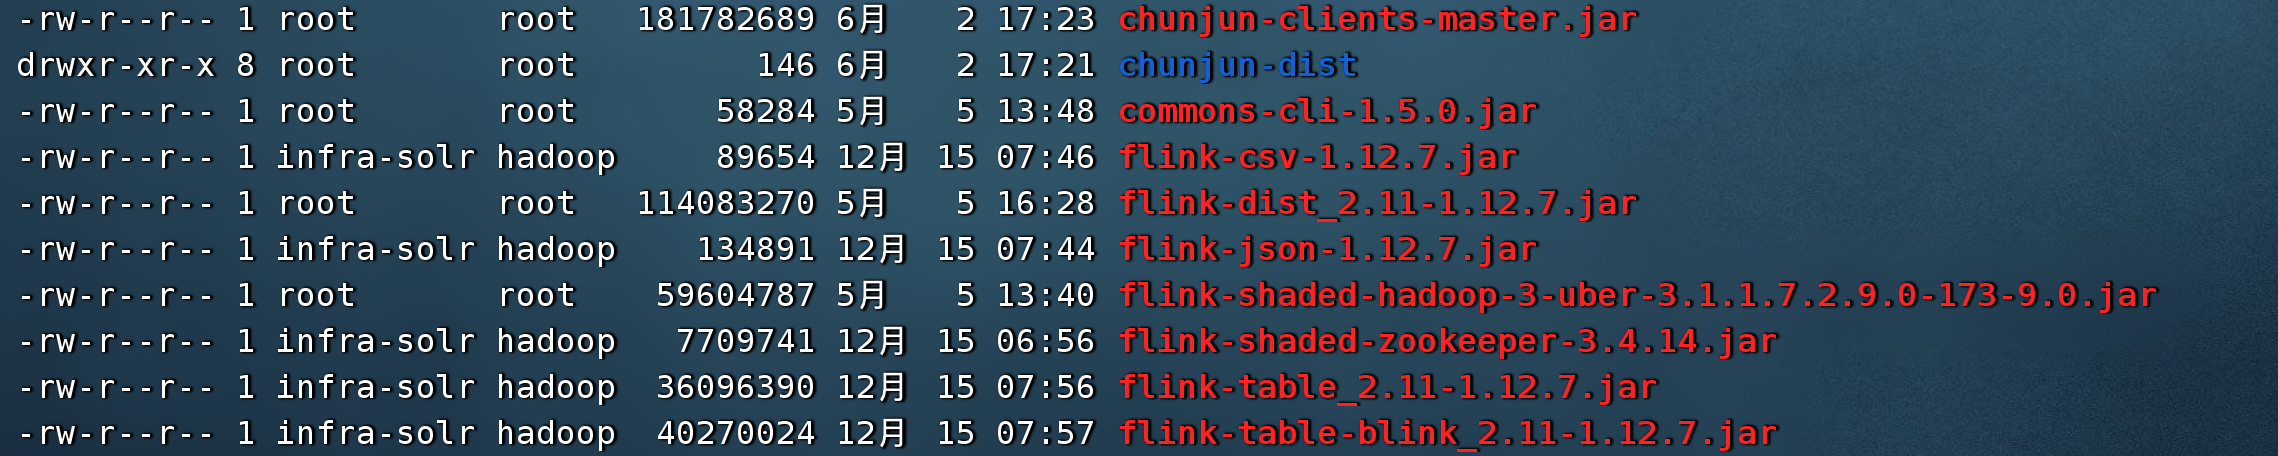 -rw-r--r-- 1 root       root   181782689 6月   2 17:23 chunjun-clients-master.jar
drwxr-xr-x 8 root       root         146 6月   2 17:21 chunjun-dist
-rw-r--r-- 1 root       root       58284 5月   5 13:48 commons-cli-1.5.0.jar
-rw-r--r-- 1 infra-solr hadoop     89654 12月 15 07:46 flink-csv-1.12.7.jar
-rw-r--r-- 1 root       root   114083270 5月   5 16:28 flink-dist_2.11-1.12.7.jar
-rw-r--r-- 1 infra-solr hadoop    134891 12月 15 07:44 flink-json-1.12.7.jar
-rw-r--r-- 1 root       root    59604787 5月   5 13:40 flink-shaded-hadoop-3-uber-3.1.1.7.2.9.0-173-9.0.jar
-rw-r--r-- 1 infra-solr hadoop   7709741 12月 15 06:56 flink-shaded-zookeeper-3.4.14.jar
-rw-r--r-- 1 infra-solr hadoop  36096390 12月 15 07:56 flink-table_2.11-1.12.7.jar
-rw-r--r-- 1 infra-solr hadoop  40270024 12月 15 07:57 flink-table-blink_2.11-1.12.7.jar